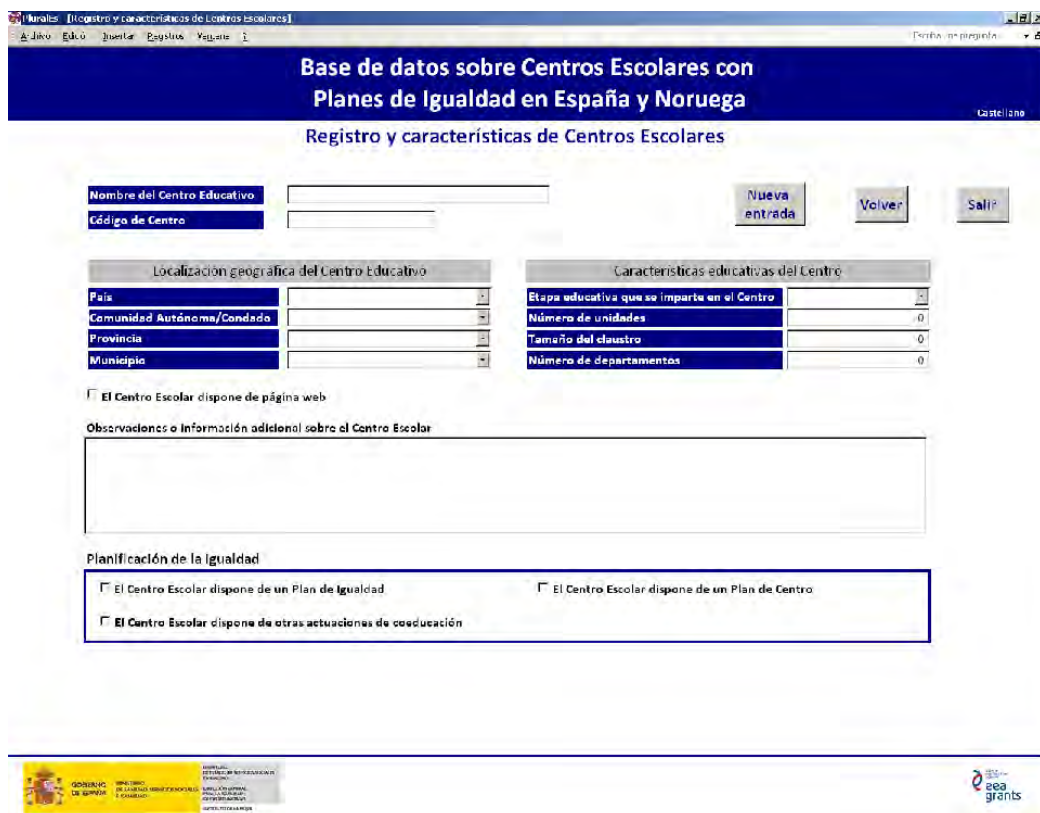 Plurales [Registro y características de Centros Escolares]
Insertar
Base de datos sobre Centros Escolares con
Planes de Igualdad en España y Noruega
Castellano
Registro y característícas de Centros Escolares
Nombre del Centro Educativo
Código de Centro
Nueva
entrada
Volver
Salir
Localización geográfica del Centro Educativo
Características educativas del Centro
País
Etapa educativa que se imparte en el Centro
Comunidad Autónoma/Condado
Número de unidades 0
Provincia
Tamaño del claustro 0
Municipio
Número de departamentos 0
El Centro Escolar dispone de página web
Observaciones o información adicional sobre el Centro Escolar
Planificación de la igualdad
El Centro Escolar dispone de un Plan de Igualdad
El Centro Escolar dispone de un Plan de Centro
El Centro Escolar dispone de otras actuaciones de coeducación
GOBIERNO
DE ESPAÑA
eea
grants